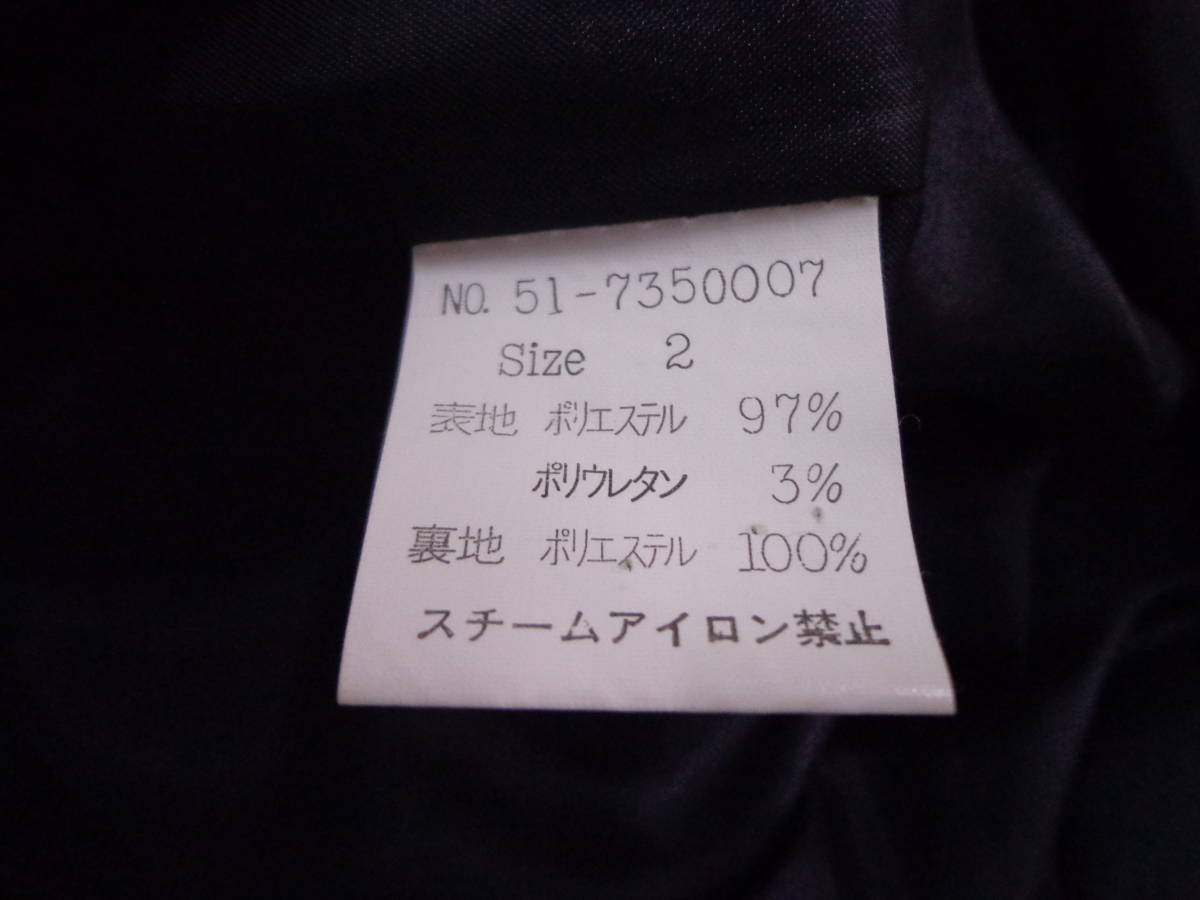 NO. 51-7350007
Size 2
表地 ポリエステル 97%
ポリウレタン 3%
裏地 ポリエステル 100%
スチームアイロン禁止